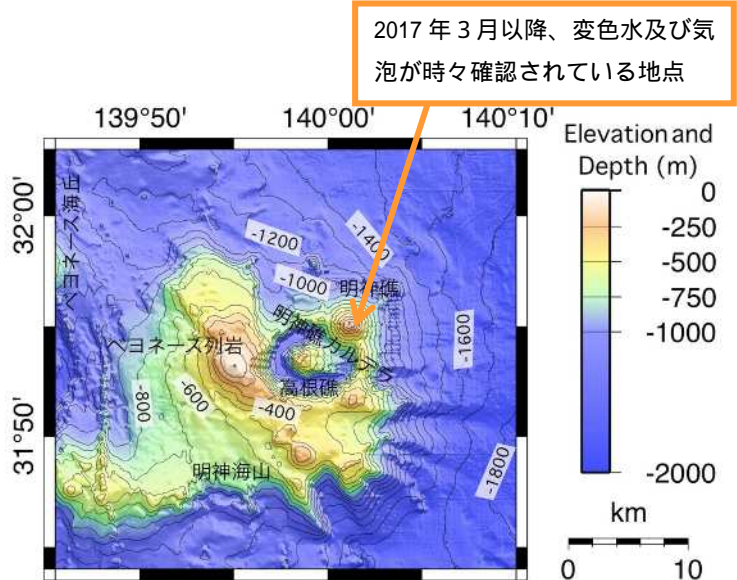 2017 年３月以降、変色水及び気
泡が時々確認されている地点
139°50'
140°00'
140°10'
Elevation and
Depth (m)
0
-250
-500
-750
-1000
-2000
km
0
10
32°00'
31°50'
ベヨネース海丘
-1200
-1400
-1000
明神礁
明神礁カルデラ
ベヨネース列岩
-1600
高根礁
-800
-600
-400
明神海山
-1800